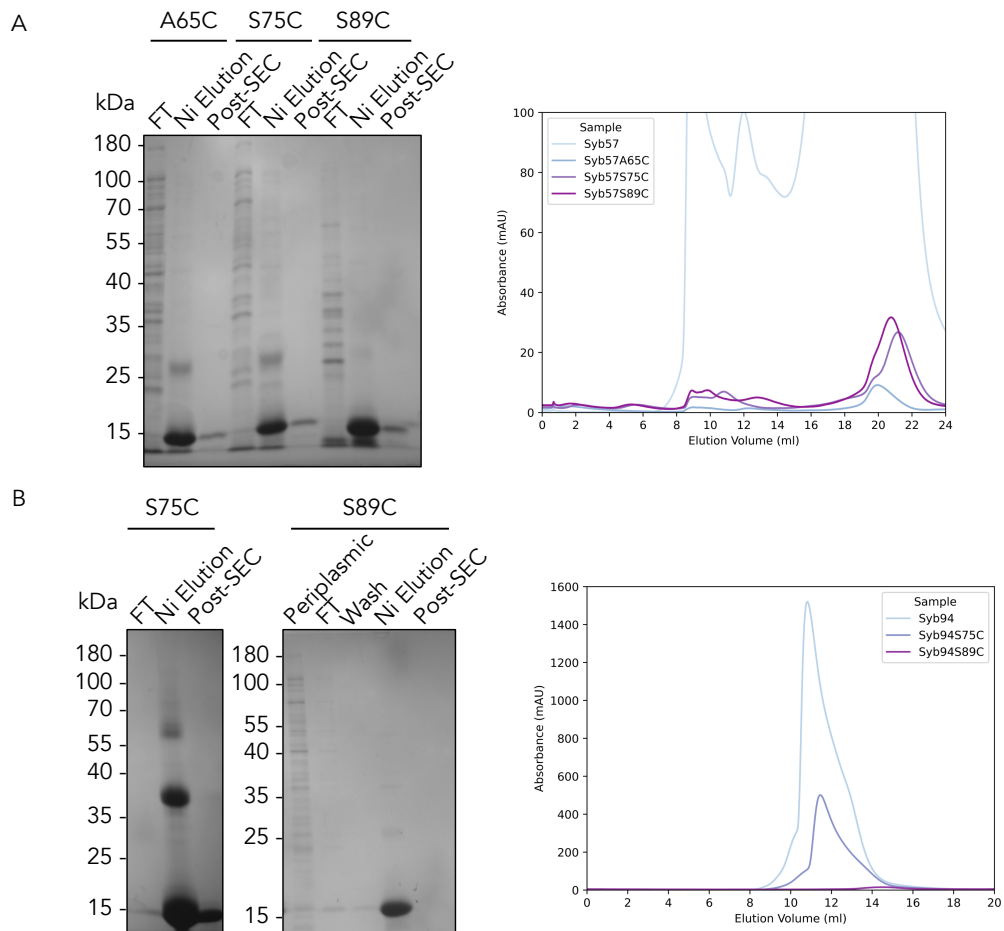 A
A65C S75C S89C
kDa
FT Ni Elution Post-SEC FT Ni Elution Post-SEC FT Ni Elution Post-SEC
180
100
70
55
40
35
25
15
100
80
60
40
20
0
Absorbance (mAU)
Sample
Syb57
Syb57A65C
Syb57S75C
Syb57S89C
0 2 4 6 8 10 12 14 16 18 20 22 24
Elution Volume (ml)
B
S75C S89C
kDa
FT Ni Elution Post-SEC
180
100
70
55
40
35
25
15
kDa
Periplasmic FT Wash Ni Elution Post-SEC
180
100
55
40
35
25
15
1600
1400
1200
1000
800
600
400
200
0
Absorbance (mAU)
Sample
Syb94
Syb94S75C
Syb94S89C
0 2 4 6 8 10 12 14 16 18 20
Elution Volume (ml)